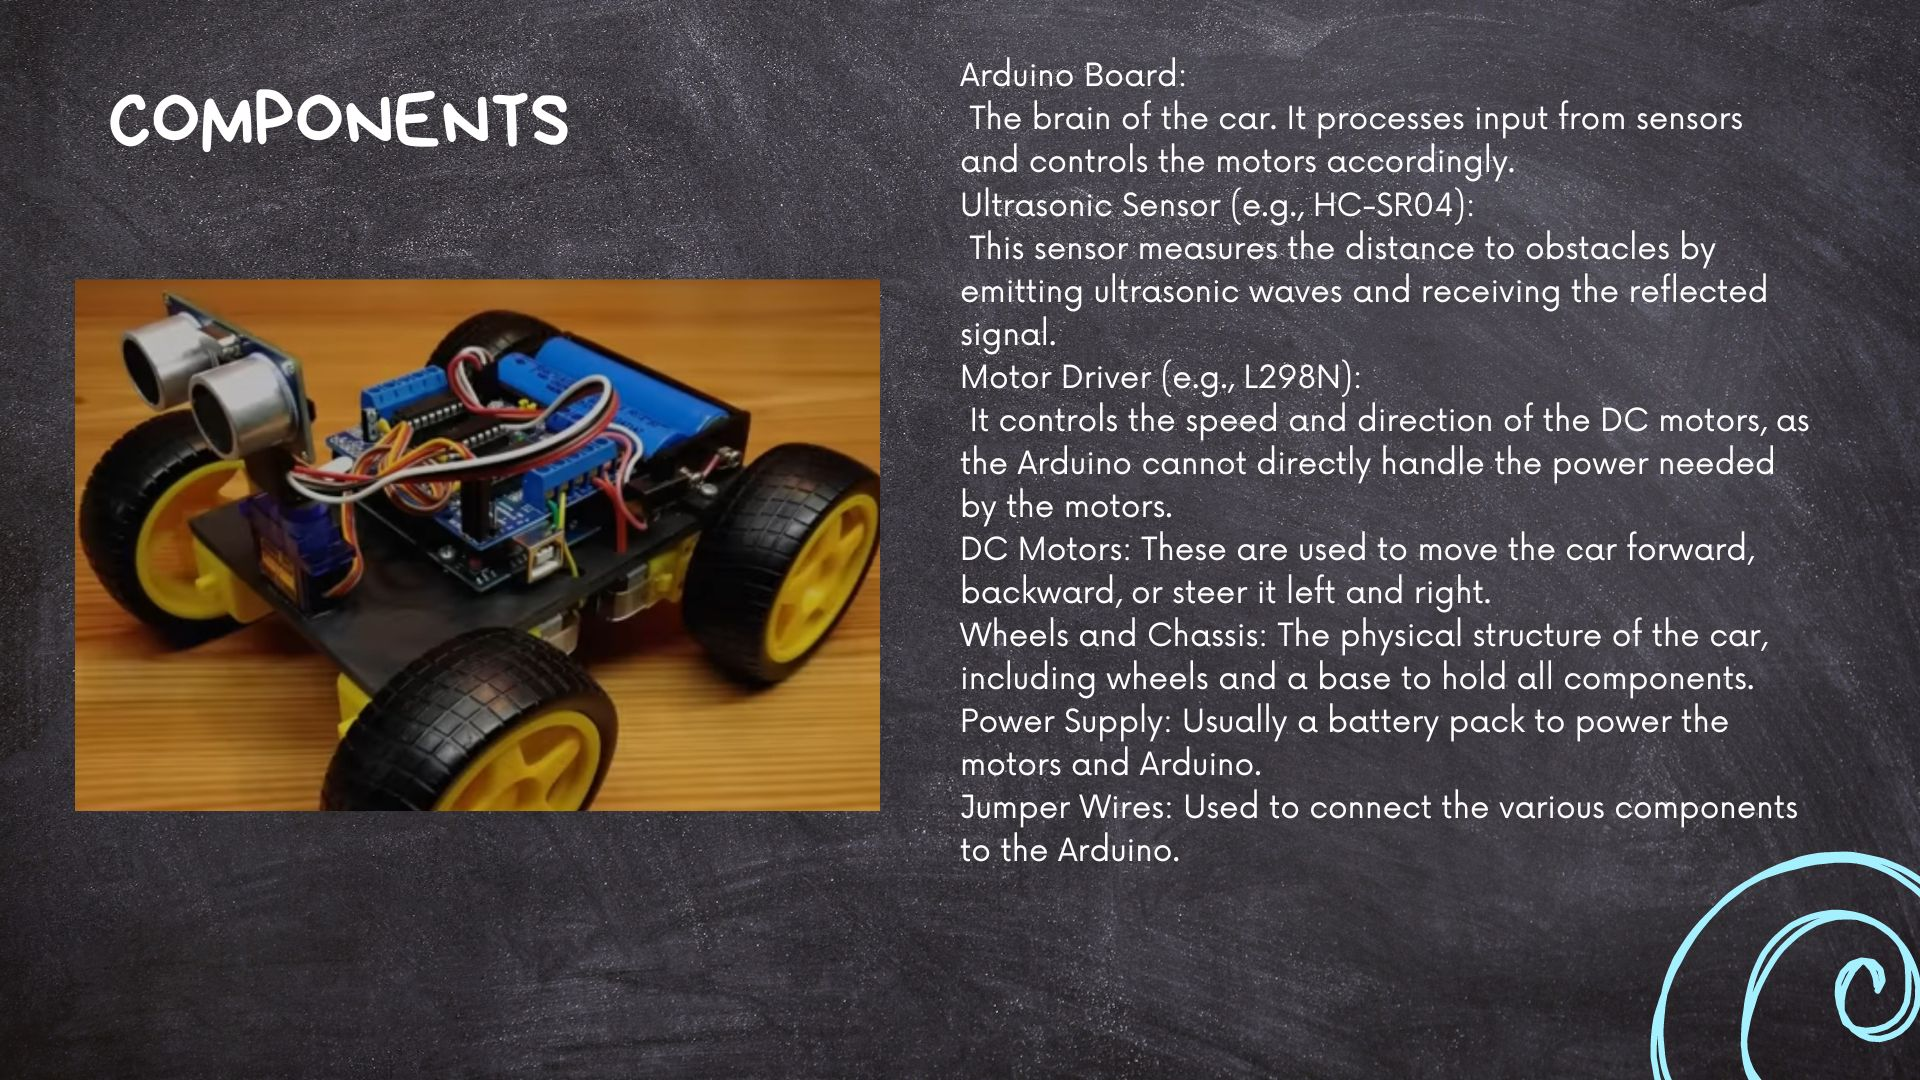 COMPONENTS
Arduino Board:
The brain of the car. It processes input from sensors
and controls the motors accordingly.
Ultrasonic Sensor (e.g., HC-SR04):
This sensor measures the distance to obstacles by
emitting ultrasonic waves and receiving the reflected
signal.
Motor Driver (e.g., L298N):
It controls the speed and direction of the DC motors, as
the Arduino cannot directly handle the power needed
by the motors.
DC Motors: These are used to move the car forward,
backward, or steer it left and right.
Wheels and Chassis: The physical structure of the car,
including wheels and a base to hold all components.
Power Supply: Usually a battery pack to power the
motors and Arduino.
Jumper Wires: Used to connect the various components
to the Arduino.